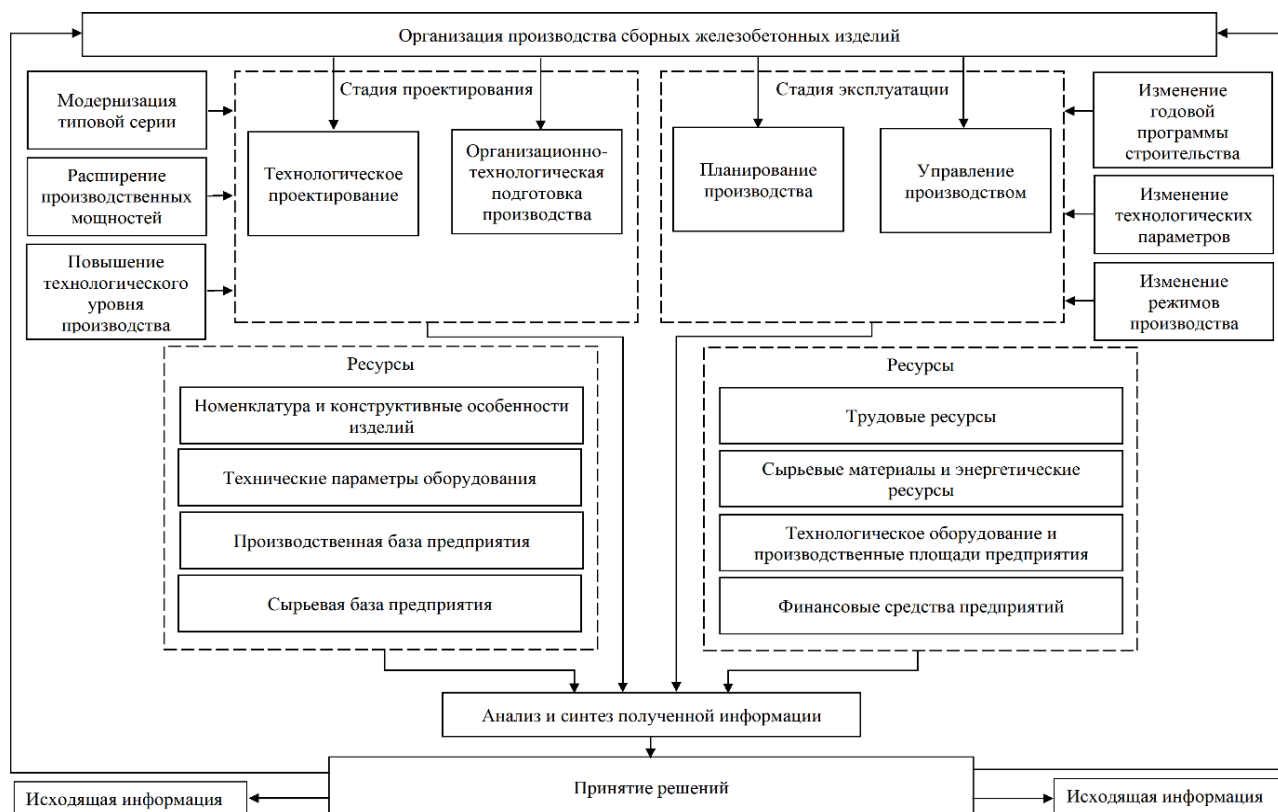 Организация производства сборных железобетонных изделий
Модернизация
типовой серии
Расширение
производственных
мощностей
Повышение
технологического
уровня
производства
Стадия проектирования
Технологическое
проектирование
Организационно-
технологическая
подготовка
производства
Стадия эксплуатации
Планирование
производства
Управление
производством
Изменение
годовой
программы
строительства
Изменение
технологических
параметров
Изменение
режимов
производства
Ресурсы
Номенклатура и конструктивные особенности
изделий
Технические параметры оборудования
Производственная база предприятия
Сырьевая база предприятия
Ресурсы
Трудовые ресурсы
Сырьевые материалы и энергетические
ресурсы
Технологическое оборудование и
производственные площади предприятия
Финансовые средства предприятий
Анализ и синтез полученной информации
Принятие решений
Исходящая информация
Исходящая информация